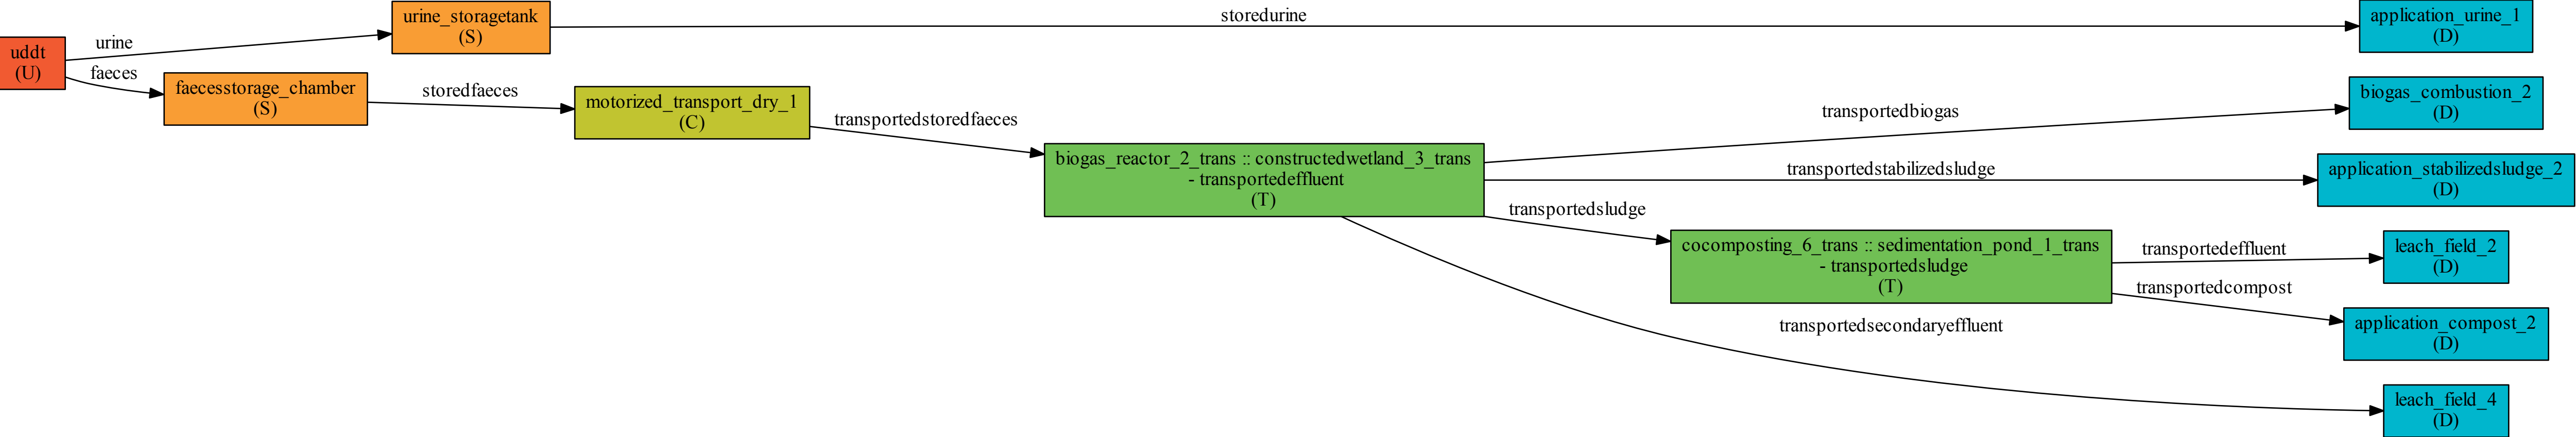 uddt
(U)
urine
faeces
urine_storagetank
(S)
faecesstorage_chamber
(S)
storedurine
storedfaeces
motorized_transport_dry_1
(C)
transportedstoredfaeces
biogas_reactor_2_trans :: constructedwetland_3_trans
- transportedeffluent
(T)
transportedbiogas
transportedstabilizedsludge
transportedsludge
transportedsecondaryeffluent
cocomposting_6_trans :: sedimentation_pond_1_trans
- transportedsludge
(T)
transportedeffluent
transportedcompost
application_urine_1
(D)
biogas_combustion_2
(D)
application_stabilizedsludge_2
(D)
leach_field_2
(D)
application_compost_2
(D)
leach_field_4
(D)